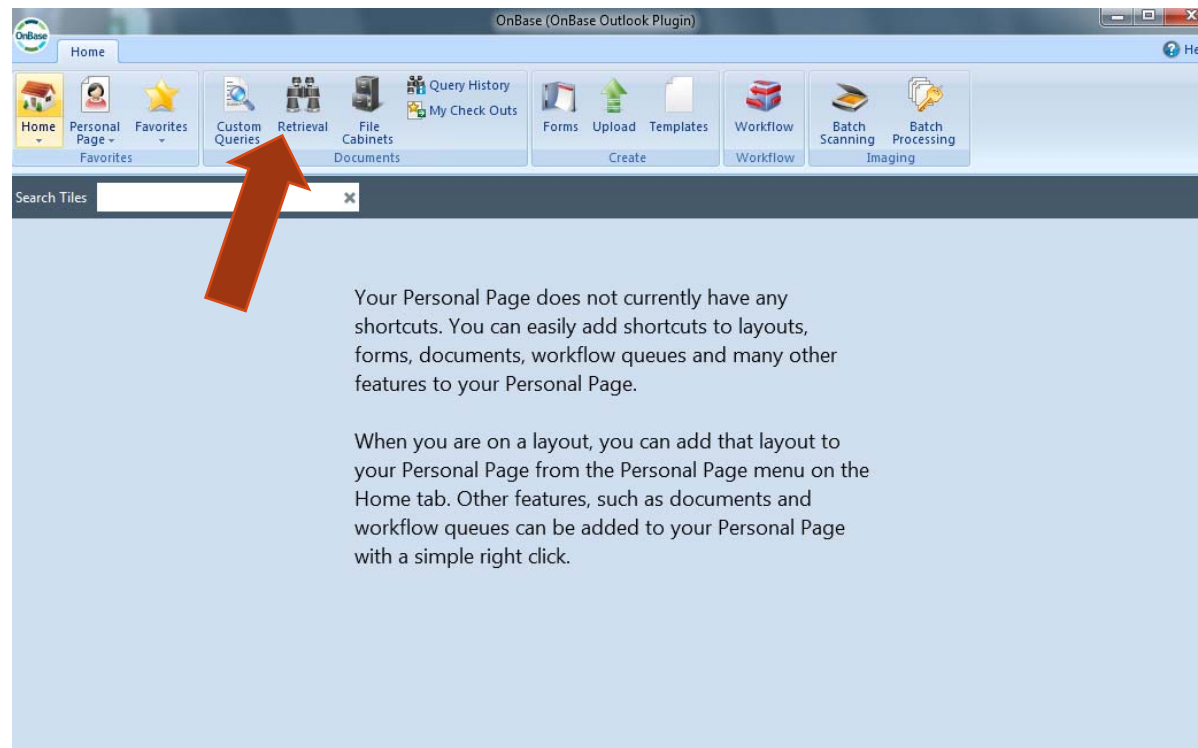 OnBase (OnBase Outlook Plugin)
OnBase
Home
He
Home
Personal Page
Favorites
Custom Queries
Retrieval
File Cabinets
Query History
My Check Outs
Forms
Upload
Templates
Workflow
Batch Scanning
Batch Processing
Favorites
Documents
Create
Workflow
Imaging
Search Tiles
Your Personal Page does not currently have any
shortcuts. You can easily add shortcuts to layouts,
forms, documents, workflow queues and many other
features to your Personal Page.
When you are on a layout, you can add that layout to
your Personal Page from the Personal Page menu on the
Home tab. Other features, such as documents and
workflow queues can be added to your Personal Page
with a simple right click.